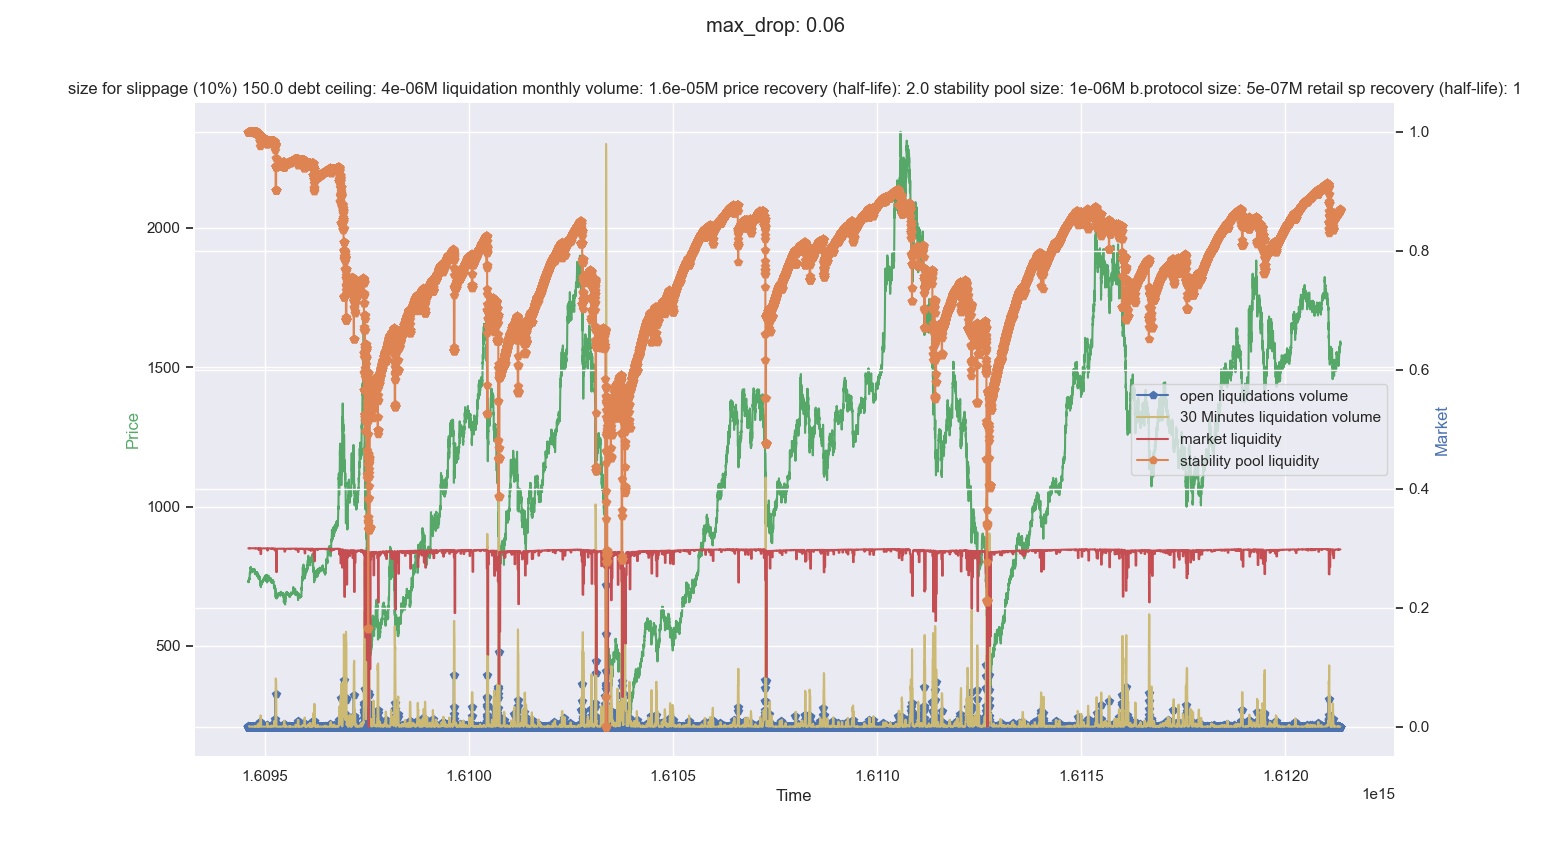 max_drop: 0.06
size for slippage (10%) 150.0 debt ceiling: 4e-06M liquidation monthly volume: 1.6e-05M price recovery (half-life): 2.0 stability pool size: 1e-06M b.protocol size: 5e-07M retail sp recovery (half-life): 1
Price
2000
1500
1000
500
1.0
0.8
0.6
0.4
0.2
0.0
Market
open liquidations volume
30 Minutes liquidation volume
market liquidity
stability pool liquidity
1.6095 1.6100 1.6105 1.6110 1.6115 1.6120
Time
1e15